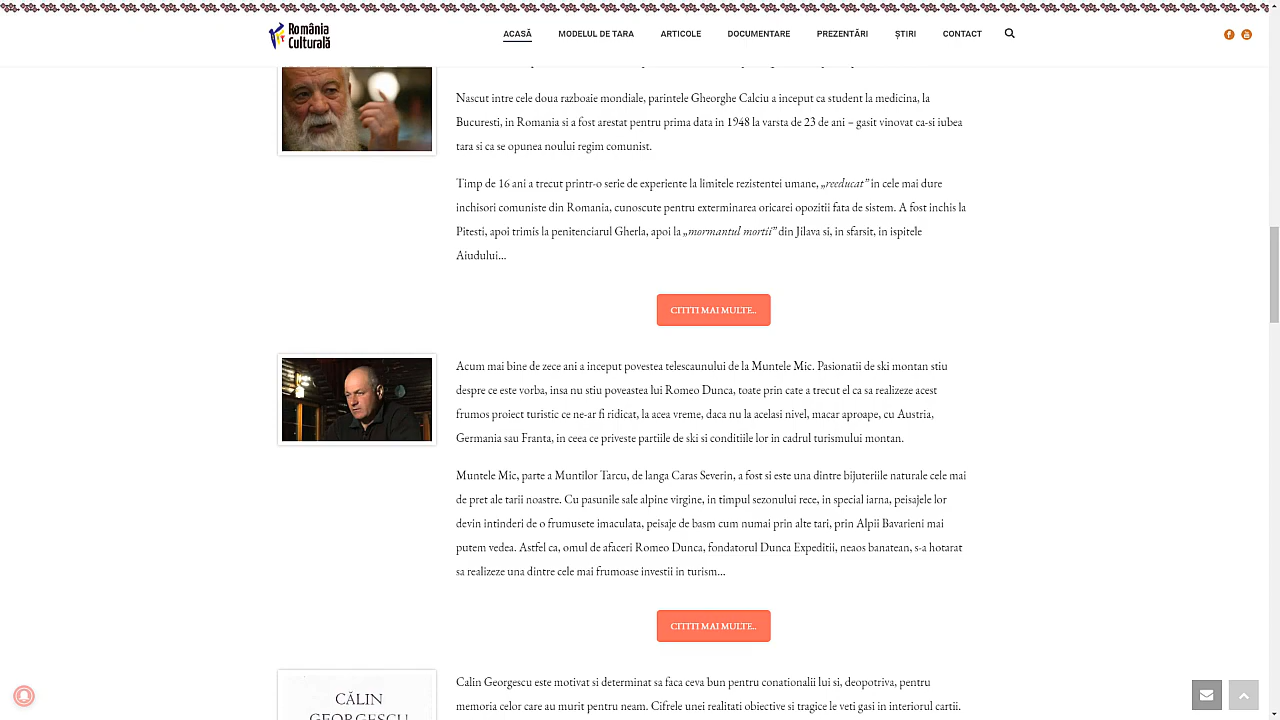 România
Culturală
ACASĂ
MODELUL DE TARA
ARTICOLE
DOCUMENTARE
PREZENTĂRI
ȘTIRI
CONTACT
Nascut intre cele doua razboaie mondiale, parintele Gheorghe Calciu a inceput ca student la medicina, la
Bucuresti, in Romania si a fost arestat pentru prima data in 1948 la varsta de 23 de ani – gasit vinovat ca-si iubea
tara si ca se opunea noului regim comunist.
Timp de 16 ani a trecut printr-o serie de experiente la limitele rezistentei umane, „reeducat” in cele mai dure
inchisori comuniste din Romania, cunoscute pentru exterminarea oricarei opozitii fata de sistem. A fost inchis la
Pitesti, apoi trimis la penitenciarul Gherla, apoi la „mormantul mortii” din Jilava si, in sfarsit, in ispitele
Aiudului…
CITITI MAI MULTE..
Acum mai bine de zece ani a inceput povestea telescaunului de la Muntele Mic. Pasionatii de ski montan stiu
despre ce este vorba, insa nu stiu poveastea lui Romeo Dunca, toate prin cate a trecut el ca sa realizeze acest
frumos proiect turistic ce ne-ar fi ridicat, la acea vreme, daca nu la acelasi nivel, macar aproape, cu Austria,
Germania sau Franta, in ceea ce priveste partiile de ski si conditiile lor in cadrul turismului montan.
Muntele Mic, parte a Muntilor Tarcu, de langa Caras Severin, a fost si este una dintre bijuteriile naturale cele mai
de pret ale tarii noastre. Cu pasunile sale alpine virgine, in timpul sezonului rece, in special iarna, peisajele lor
devin intinderi de o frumusete imaculata, peisaje de basm cum numai prin alte tari, prin Alpii Bavarieni mai
putem vedea. Astfel ca, omul de afaceri Romeo Dunca, fondatorul Dunca Expeditii, neaos banatean, s-a hotarat
sa realizeze una dintre cele mai frumoase investii in turism…
CITITI MAI MULTE..
CĂLIN
GEORGESCU
Calin Georgescu este motivat si determinat sa faca ceva bun pentru conationalii lui si, deopotriva, pentru
memoria celor care au murit pentru neam. Cifrele unei realitati obiective si tragice le veti gasi in interiorul cartii.